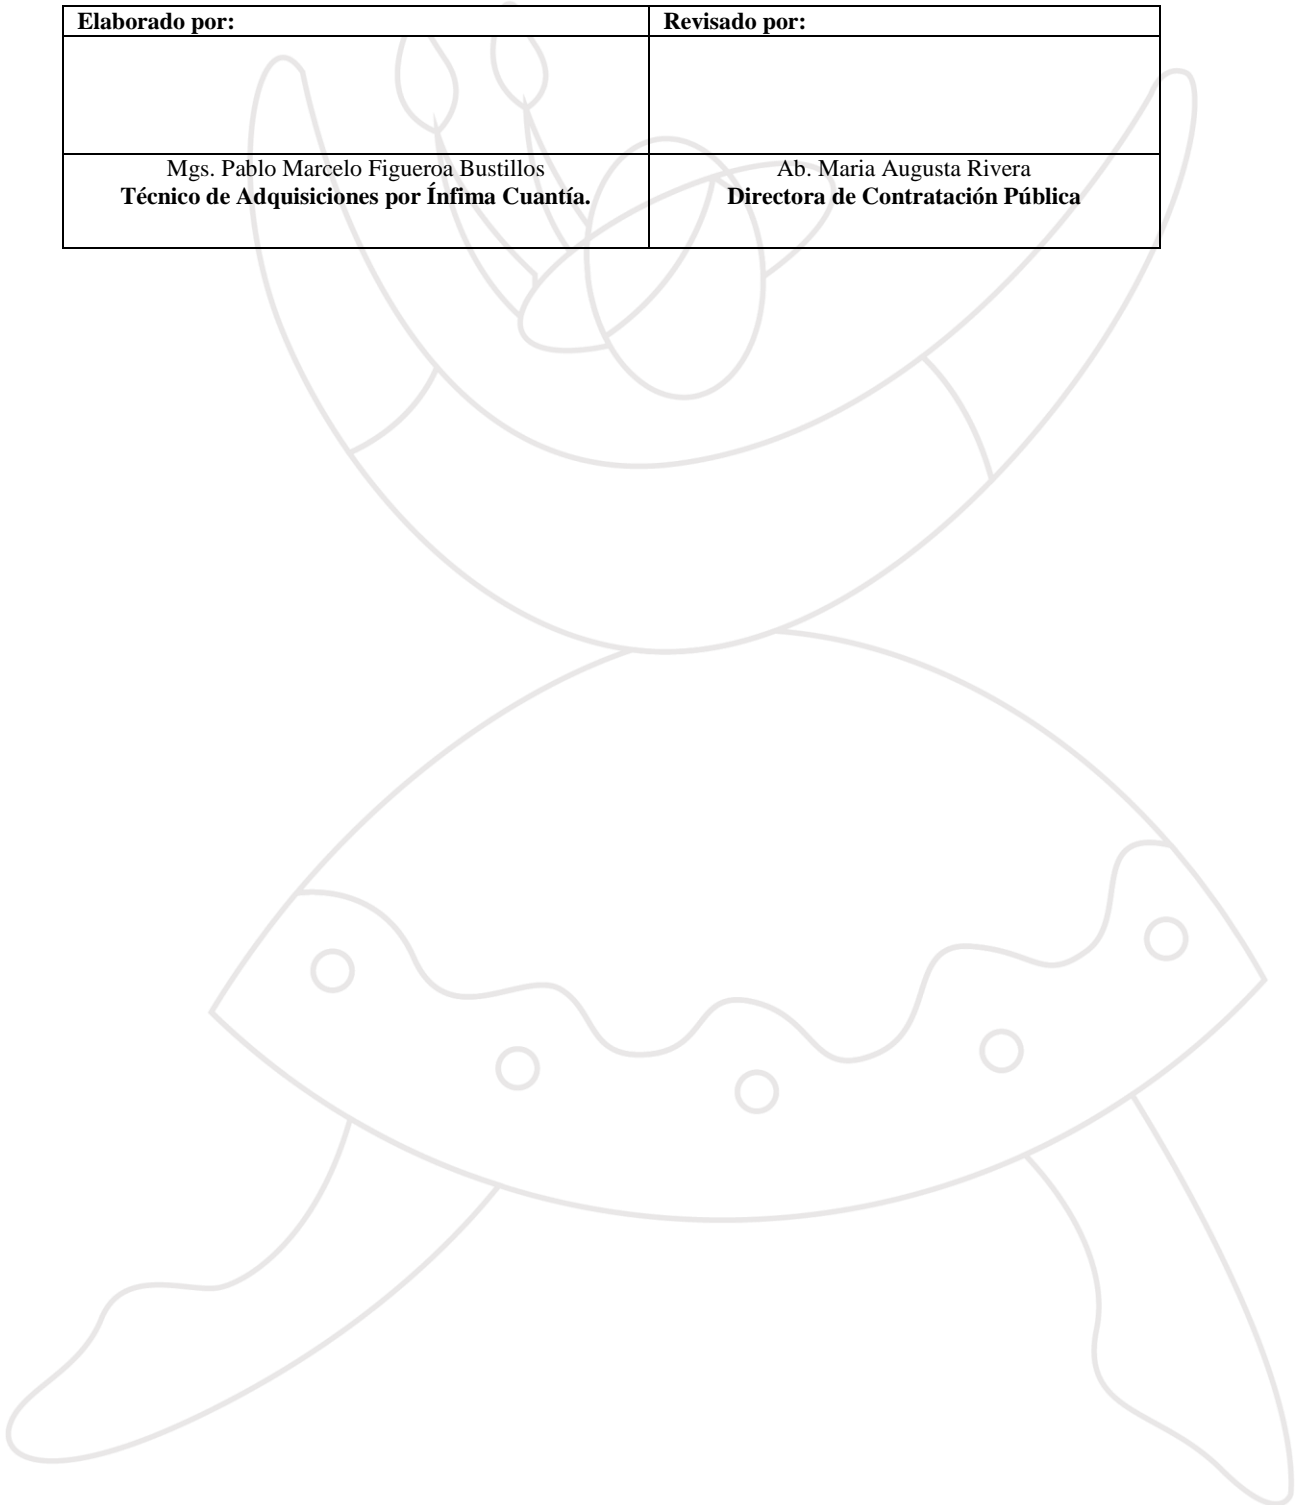 Elaborado por:
Revisado por:
Mgs. Pablo Marcelo Figueroa Bustillos
Técnico de Adquisiciones por Ínfima Cuantía.
Ab. Maria Augusta Rivera
Directora de Contratación Pública